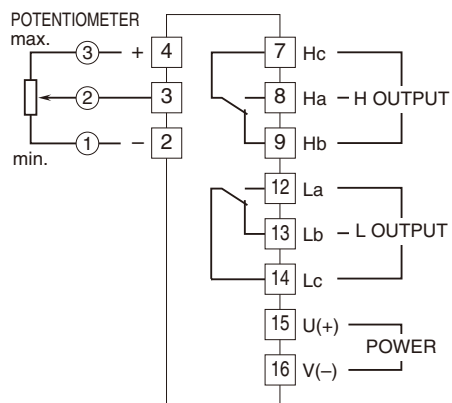 POTENTIOMETER
max.
3 + 4
2 3
1 – 2
min.
7 Hc
8 Ha H OUTPUT
9 Hb
12 La
13 Lb L OUTPUT
14 Lc
15 U(+)
POWER
16 V(–)